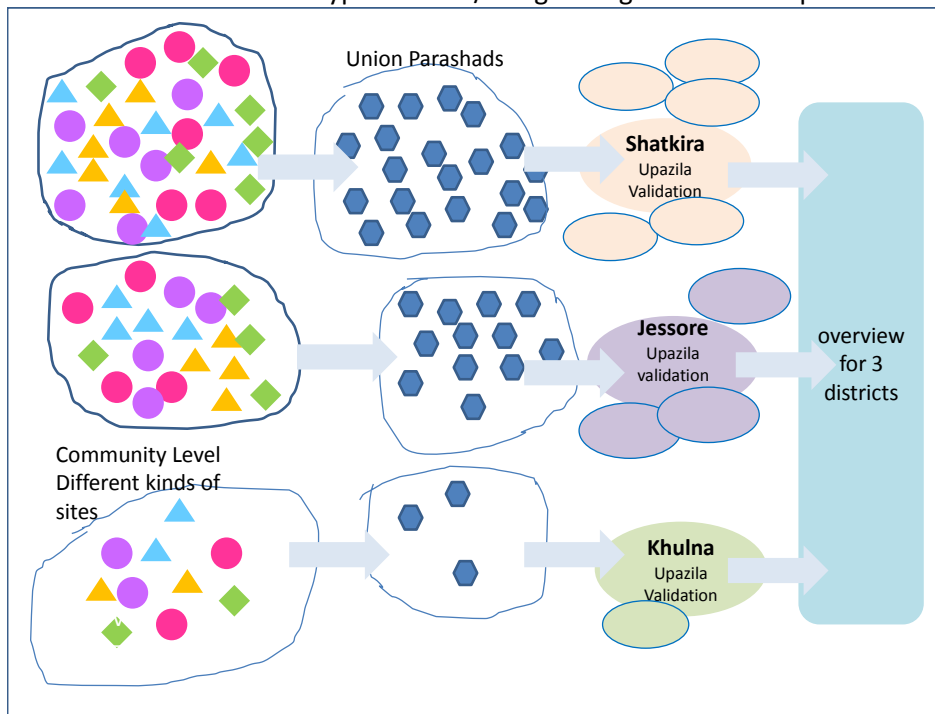 Union Parashads
Shatkira
Upazila
Validation
Jessore
Upazila
validation
overview
for 3
districts
Community Level
Different kinds of
sites
Khulna
Upazila
Validation